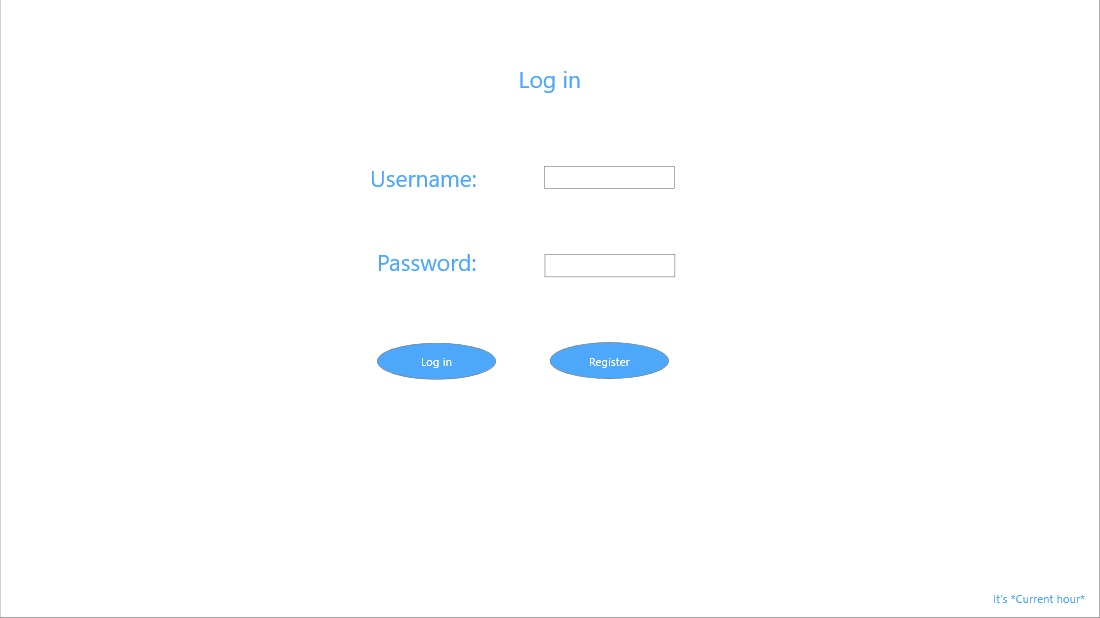 Log in
Username:
Password:
Log in
Register
It's *Current hour*